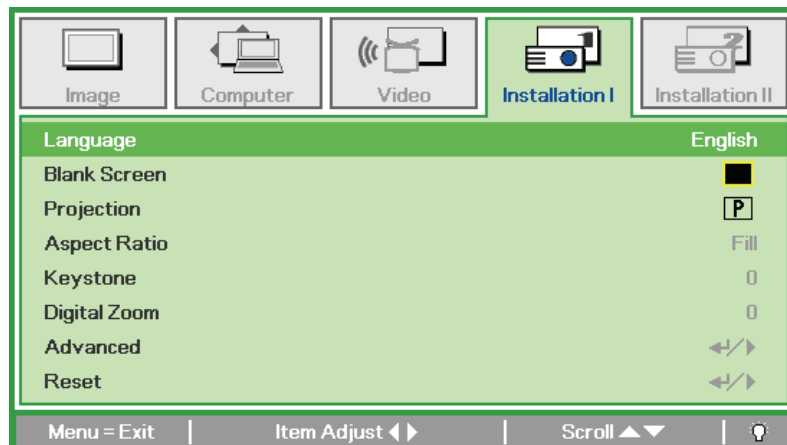 Image Computer Video Installation I Installation II
Language English
Blank Screen
Projection P
Aspect Ratio Fill
Keystone 0
Digital Zoom 0
Advanced
Reset
Menu = Exit Item Adjust Scroll